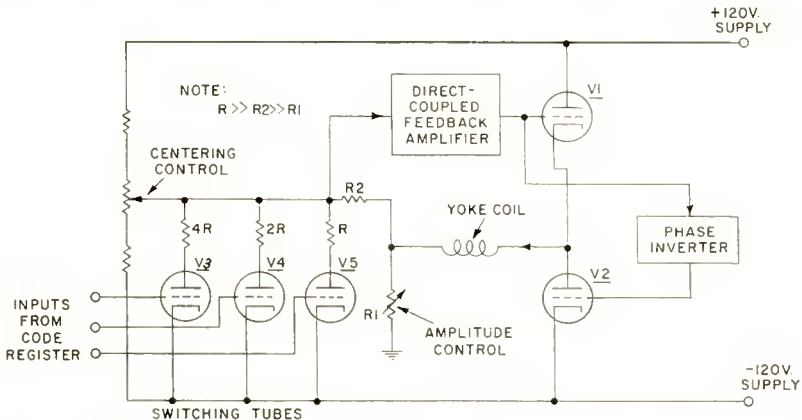 +120V.
SUPPLY
NOTE:
R>>R2>>R1
DIRECT-
COUPLED
FEEDBACK
AMPLIFIER
V1
CENTERING
CONTROL
R2
YOKE COIL
PHASE
INVERTER
4R
2R
R
V3
V4
V5
V2
INPUTS
FROM
CODE
REGISTER
R1
AMPLITUDE
CONTROL
-120V.
SUPPLY
SWITCHING TUBES